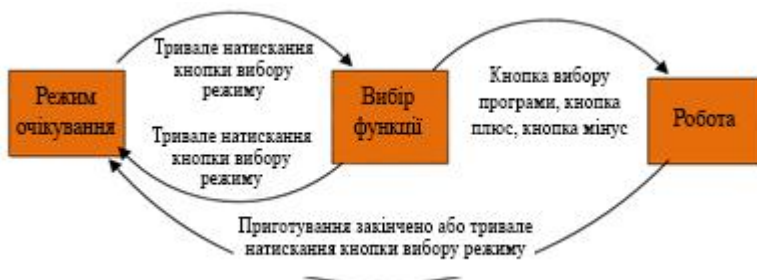 Тривале натискання
кнопки вибору
режиму
Режим
очікування
Вибір
функції
Кнопка вибору
програми, кнопка
плюс, кнопка мінус
Робота
Тривале натискання
кнопки вибору
режиму
Приготування закінчено або тривале
натискання кнопки вибору режиму